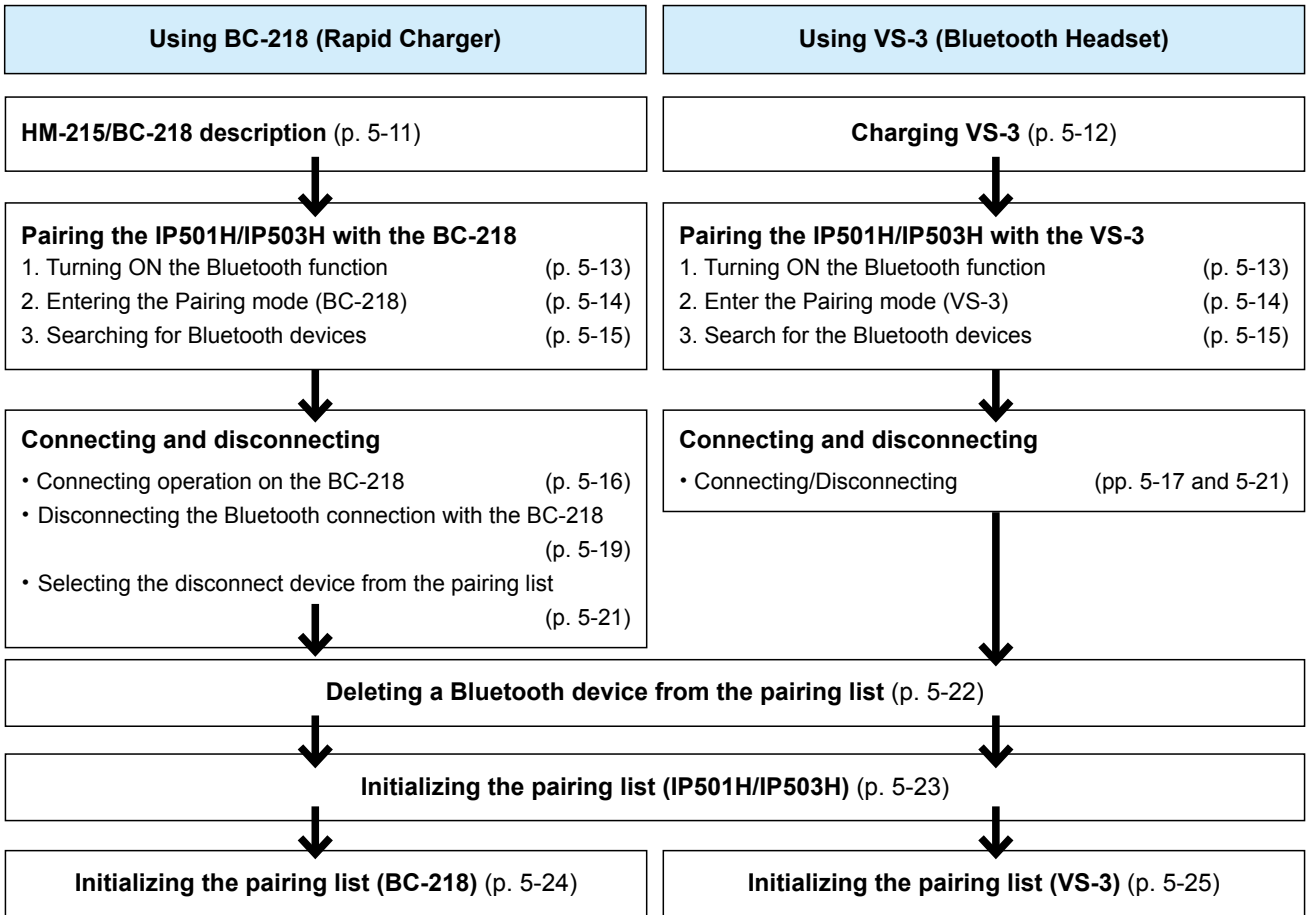 Using BC-218 (Rapid Charger)
Using VS-3 (Bluetooth Headset)
HM-215/BC-218 description (p. 5-11)
Charging VS-3 (p. 5-12)
Pairing the IP501H/IP503H with the BC-218
1. Turning ON the Bluetooth function (p. 5-13)
2. Entering the Pairing mode (BC-218) (p. 5-14)
3. Searching for Bluetooth devices (p. 5-15)
Pairing the IP501H/IP503H with the VS-3
1. Turning ON the Bluetooth function (p. 5-13)
2. Enter the Pairing mode (VS-3) (p. 5-14)
3. Search for the Bluetooth devices (p. 5-15)
Connecting and disconnecting
• Connecting operation on the BC-218 (p. 5-16)
• Disconnecting the Bluetooth connection with the BC-218
(p. 5-19)
• Selecting the disconnect device from the pairing list
(p. 5-21)
Connecting and disconnecting
• Connecting/Disconnecting (pp. 5-17 and 5-21)
Deleting a Bluetooth device from the pairing list (p. 5-22)
Initializing the pairing list (IP501H/IP503H) (p. 5-23)
Initializing the pairing list (BC-218) (p. 5-24)
Initializing the pairing list (VS-3) (p. 5-25)